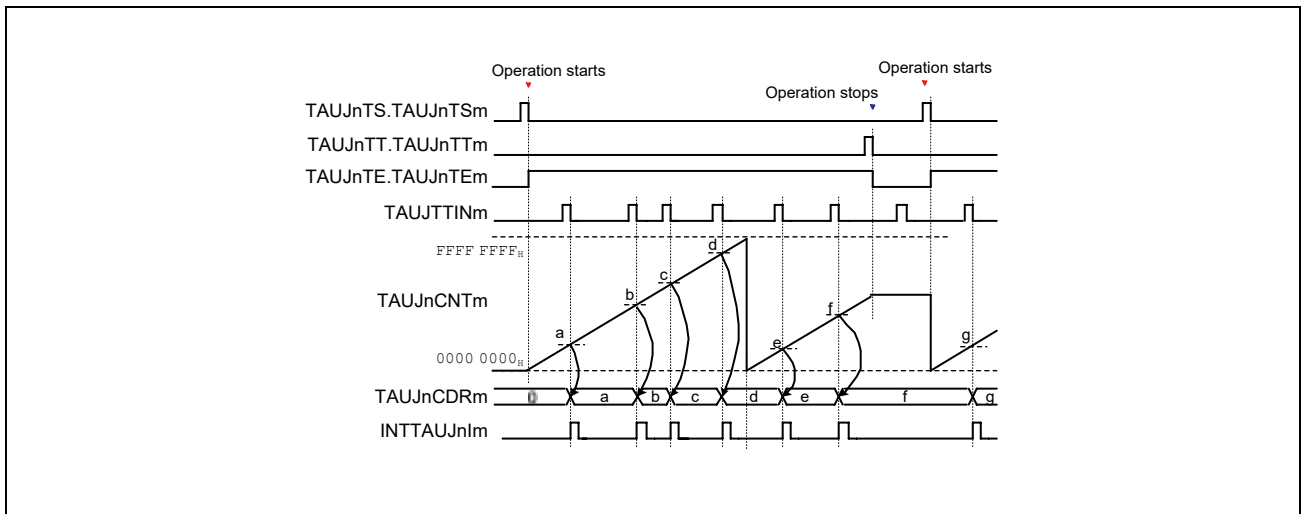 Operation starts
Operation starts
Operation stops
TAUJnTS.TAUJnTSm
TAUJnTT.TAUJnTTm
TAUJnTE.TAUJnTEm
TAUJTTINm
FFFF FFFFH
d
c
b
TAUJnCNTm
f
a
e
g
0000 0000H
TAUJnCDRm
0 a b c d e f g
INTTAUJnIm